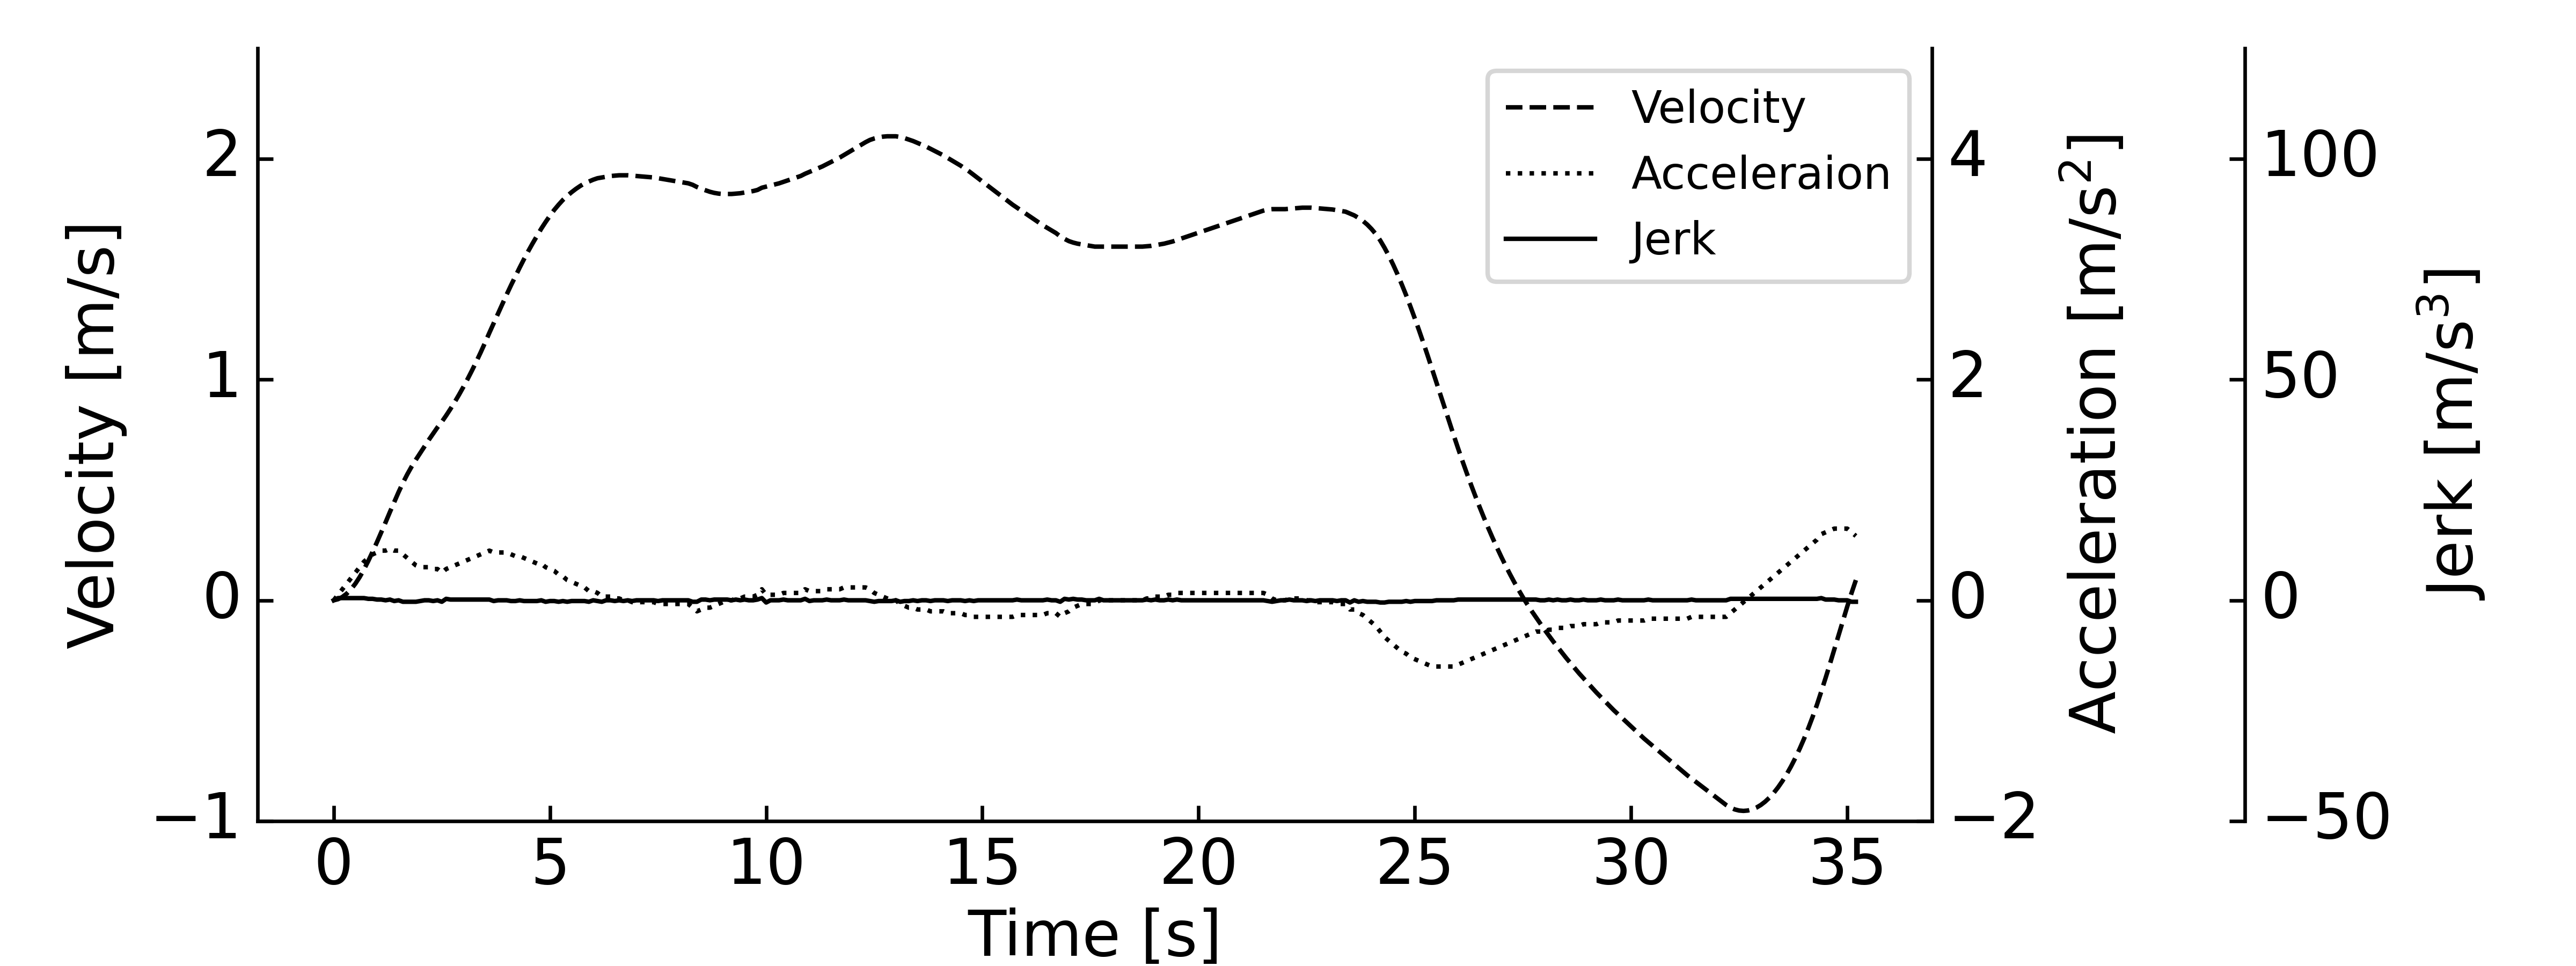 Velocity
Acceleraion
Jerk
2
1
0
−1
Velocity [m/s]
0 5 10 15 20 25 30 35
Time [s]
4
2
0
−2
Acceleration [m/s²]
100
50
0
−50
Jerk [m/s³]